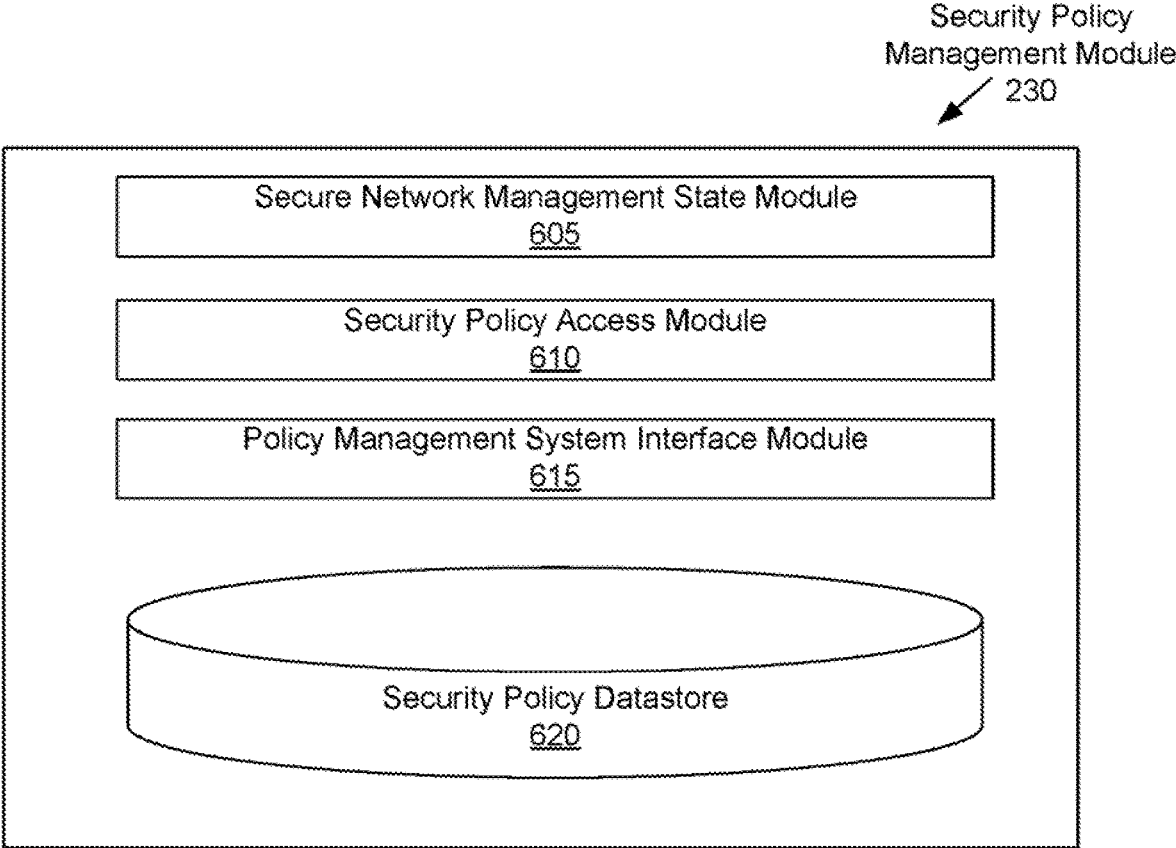 Security Policy
Management Module
230
Secure Network Management State Module
605
Security Policy Access Module
610
Policy Management System Interface Module
615
Security Policy Datastore
620